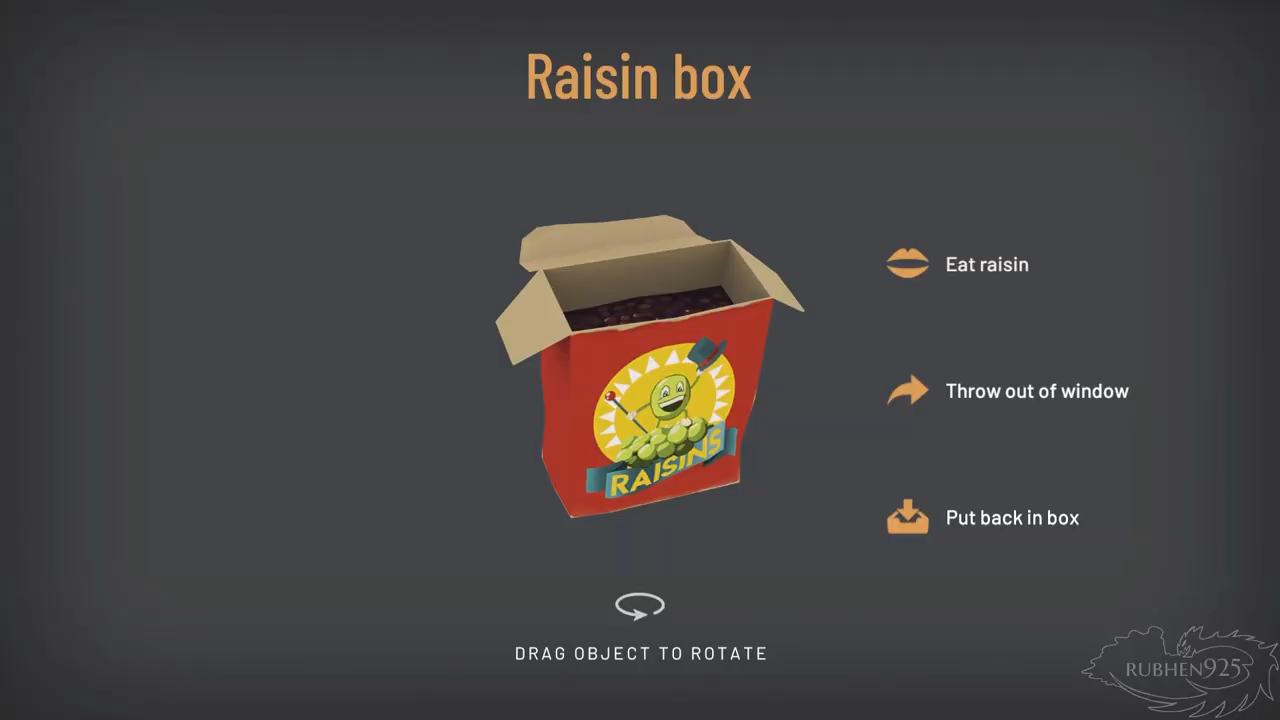 Raisin box
Eat raisin
Throw out of window
RAISINS
Put back in box
DRAG OBJECT TO ROTATE
RUBHEN925